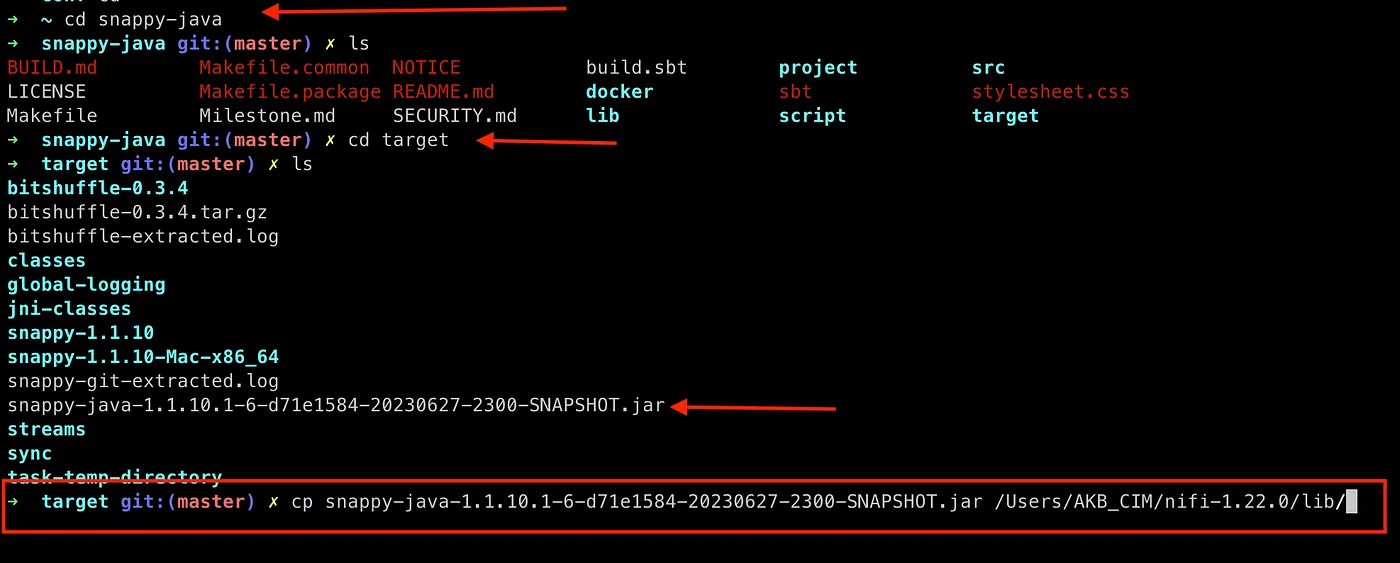 ➜ ~ cd snappy-java
➜ snappy-java git:(master) ✗ ls
BUILD.md Makefile.common NOTICE build.sbt project src
LICENSE Makefile.package README.md docker sbt stylesheet.css
Makefile Milestone.md SECURITY.md lib script target
➜ snappy-java git:(master) ✗ cd target
➜ target git:(master) ✗ ls
bitshuffle-0.3.4
bitshuffle-0.3.4.tar.gz
bitshuffle-extracted.log
classes
global-logging
jni-classes
snappy-1.1.10
snappy-1.1.10-Mac-x86_64
snappy-git-extracted.log
snappy-java-1.1.10.1-6-d71e1584-20230627-2300-SNAPSHOT.jar
streams
sync
task-temp-directory
➜ target git:(master) ✗ cp snappy-java-1.1.10.1-6-d71e1584-20230627-2300-SNAPSHOT.jar /Users/AKB_CIM/nifi-1.22.0/lib/